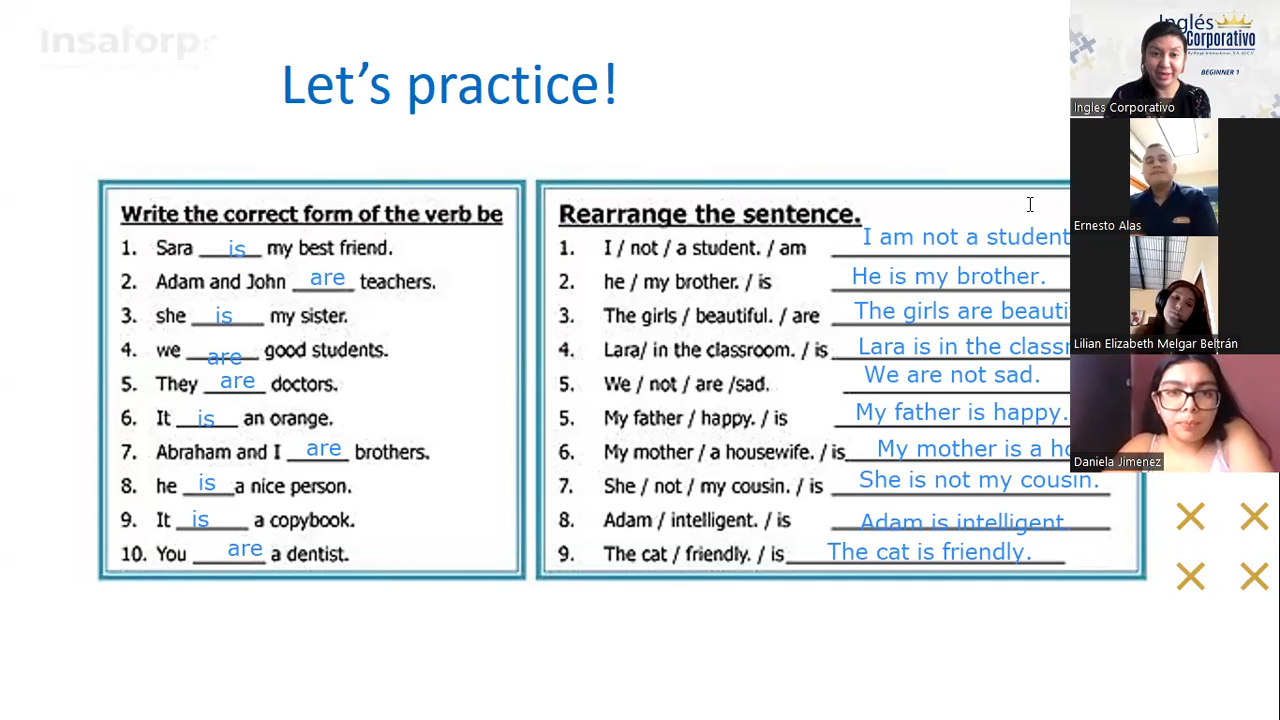 Insaforp
Let's practice!
Write the correct form of the verb be
1. Sara is my best friend.
2. Adam and John are teachers.
3. she is my sister.
4. we are good students.
5. They are doctors.
6. It is an orange.
7. Abraham and I are brothers.
8. he is a nice person.
9. It is a copybook.
10. You are a dentist.
Rearrange the sentence.
1. I / not / a student. / am I am not a student
2. he / my brother. / is He is my brother.
3. The girls / beautiful. / are The girls are beauti
4. Lara/ in the classroom. / is Lara is in the classr
5. We / not / are /sad. We are not sad.
5. My father / happy. / is My father is happy.
6. My mother / a housewife. / is My mother is a ho
7. She / not / my cousin. / is She is not my cousin.
8. Adam / intelligent. / is Adam is intelligent.
9. The cat / friendly. / is The cat is friendly.
Inglés
Corporativo
BEGINNER 1
Ingles Corporativo
Ernesto Alas
Lilian Elizabeth Melgar Beltrán
Daniela Jimenez